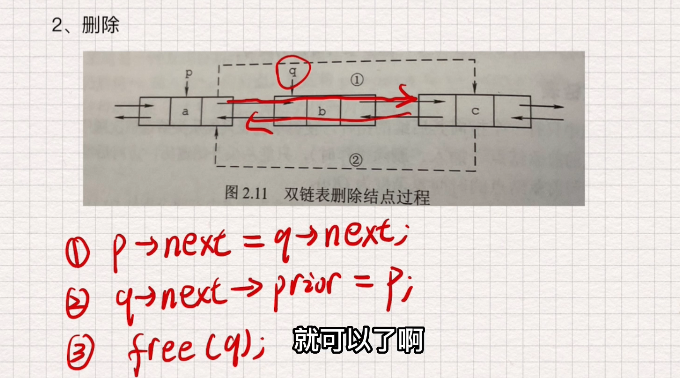 2、删除
p
q
①
a
b
c
②
图 2.11 双链表删除结点过程
① p→next = q→next;
② q→next→prior = p;
③ free(q);
就可以了啊